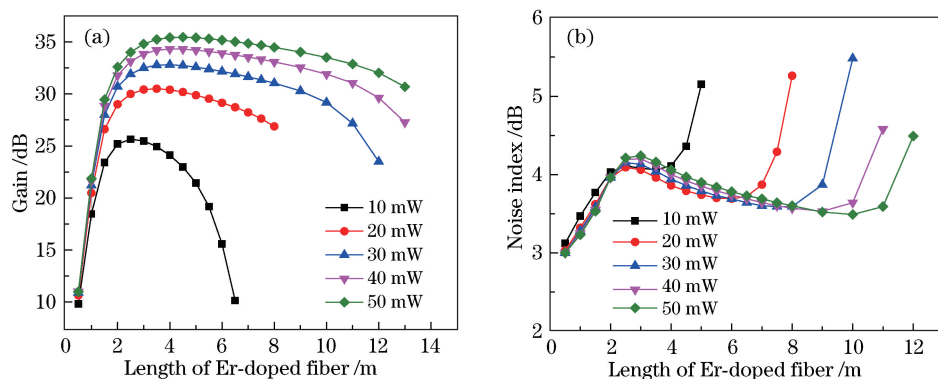 (a)
Gain /dB
35
30
25
20
15
10
10 mW
20 mW
30 mW
40 mW
50 mW
0 2 4 6 8 10 12 14
Length of Er-doped fiber /m
(b)
Noise index /dB
6
5
4
3
2
10 mW
20 mW
30 mW
40 mW
50 mW
0 2 4 6 8 10 12 14
Length of Er-doped fiber /m